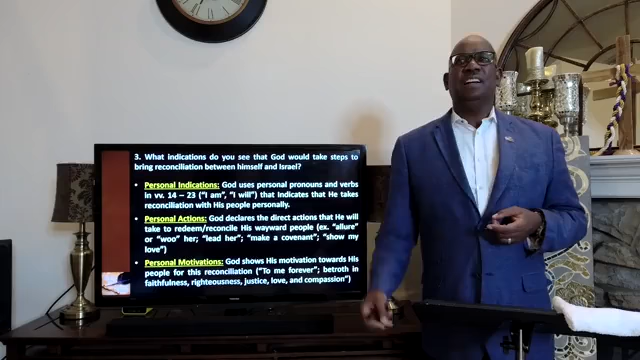 3. What indications do you see that God would take steps to
bring reconciliation between himself and Israel?
• Personal Indications: God uses personal pronouns and verbs
in vv. 14 – 23 ("I am", "I will") that indicates that He takes
reconciliation with His people personally.
• Personal Actions: God declares the direct actions that He will
take to redeem/reconcile His wayward people (ex. "allure"
or "woo" her; "lead her"; "make a covenant"; "show my
love")
• Personal Motivations: God shows His motivation towards His
people for this reconciliation ("To me forever"; betroth in
faithfulness, righteousness, justice, love, and compassion")